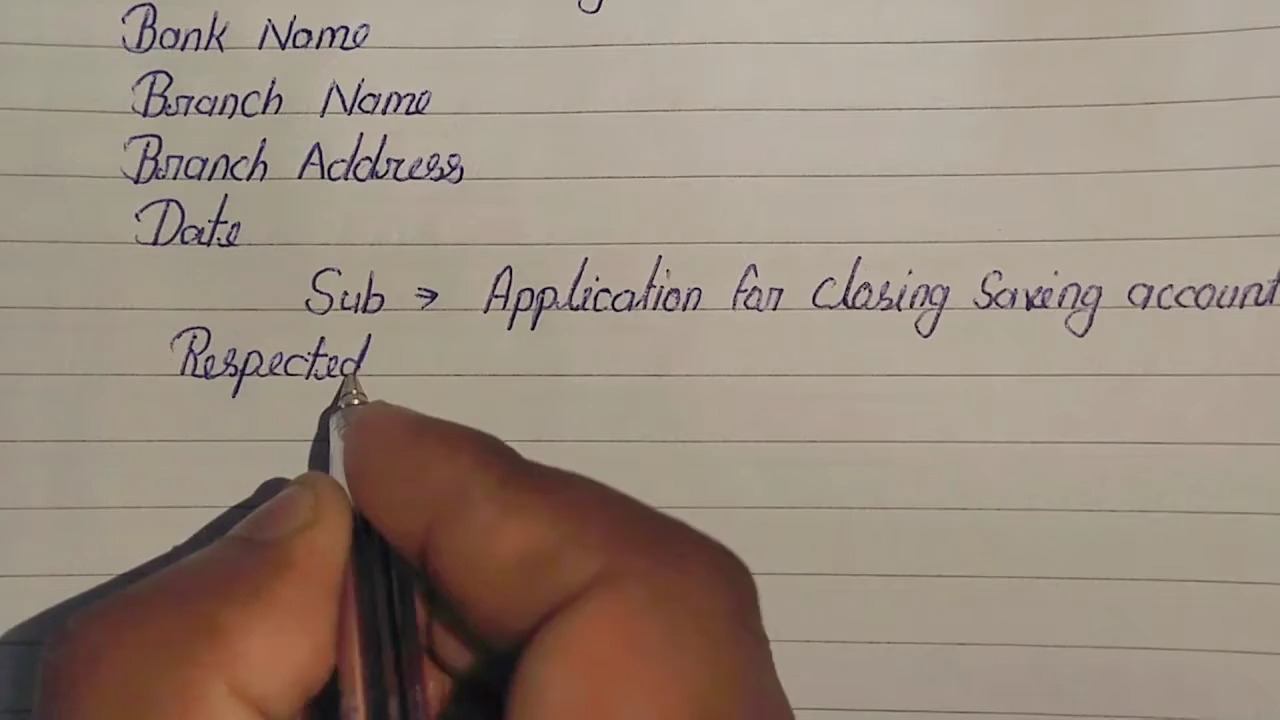 Bank Name
Branch Name
Branch Address
Date
Sub → Application for closing Saving account
Respected